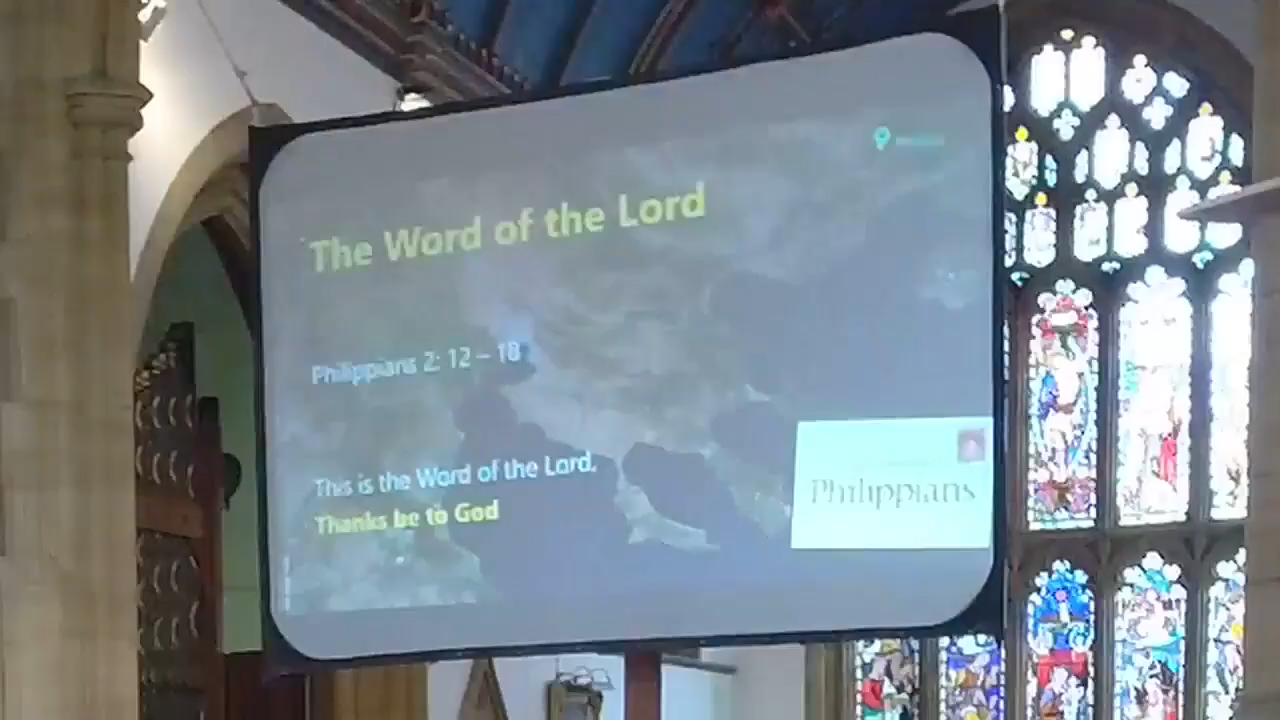 The Word of the Lord
Philippians 2: 12 – 18
This is the Word of the Lord.
Thanks be to God
Philippians